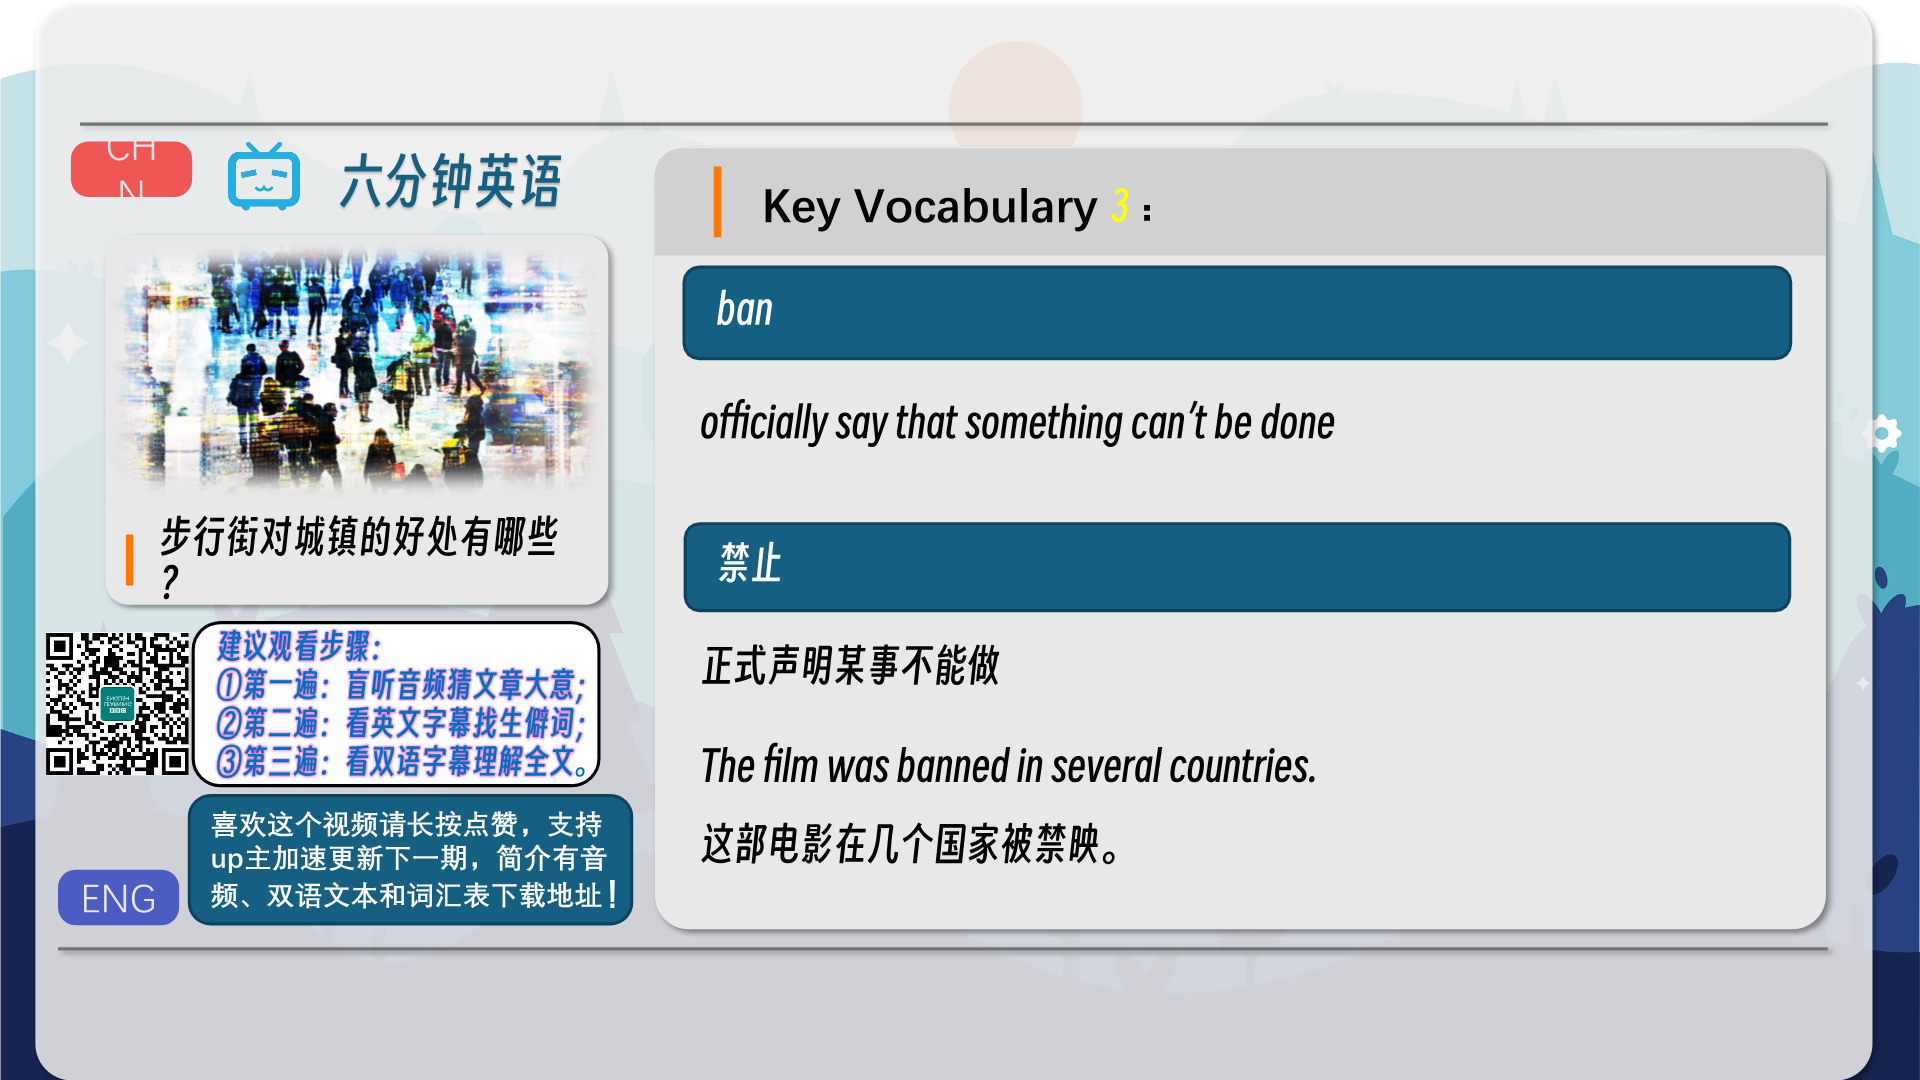 CH
N
六分钟英语
步行街对城镇的好处有哪些
?
建议观看步骤：
①第一遍：盲听音频猜文章大意;
②第二遍：看英文字幕找生僻词;
③第三遍：看双语字幕理解全文。
喜欢这个视频请长按点赞，支持
up主加速更新下一期，简介有音
频、双语文本和词汇表下载地址！
ENG
Key Vocabulary 3：
ban
officially say that something can't be done
禁止
正式声明某事不能做
The film was banned in several countries.
这部电影在几个国家被禁映。